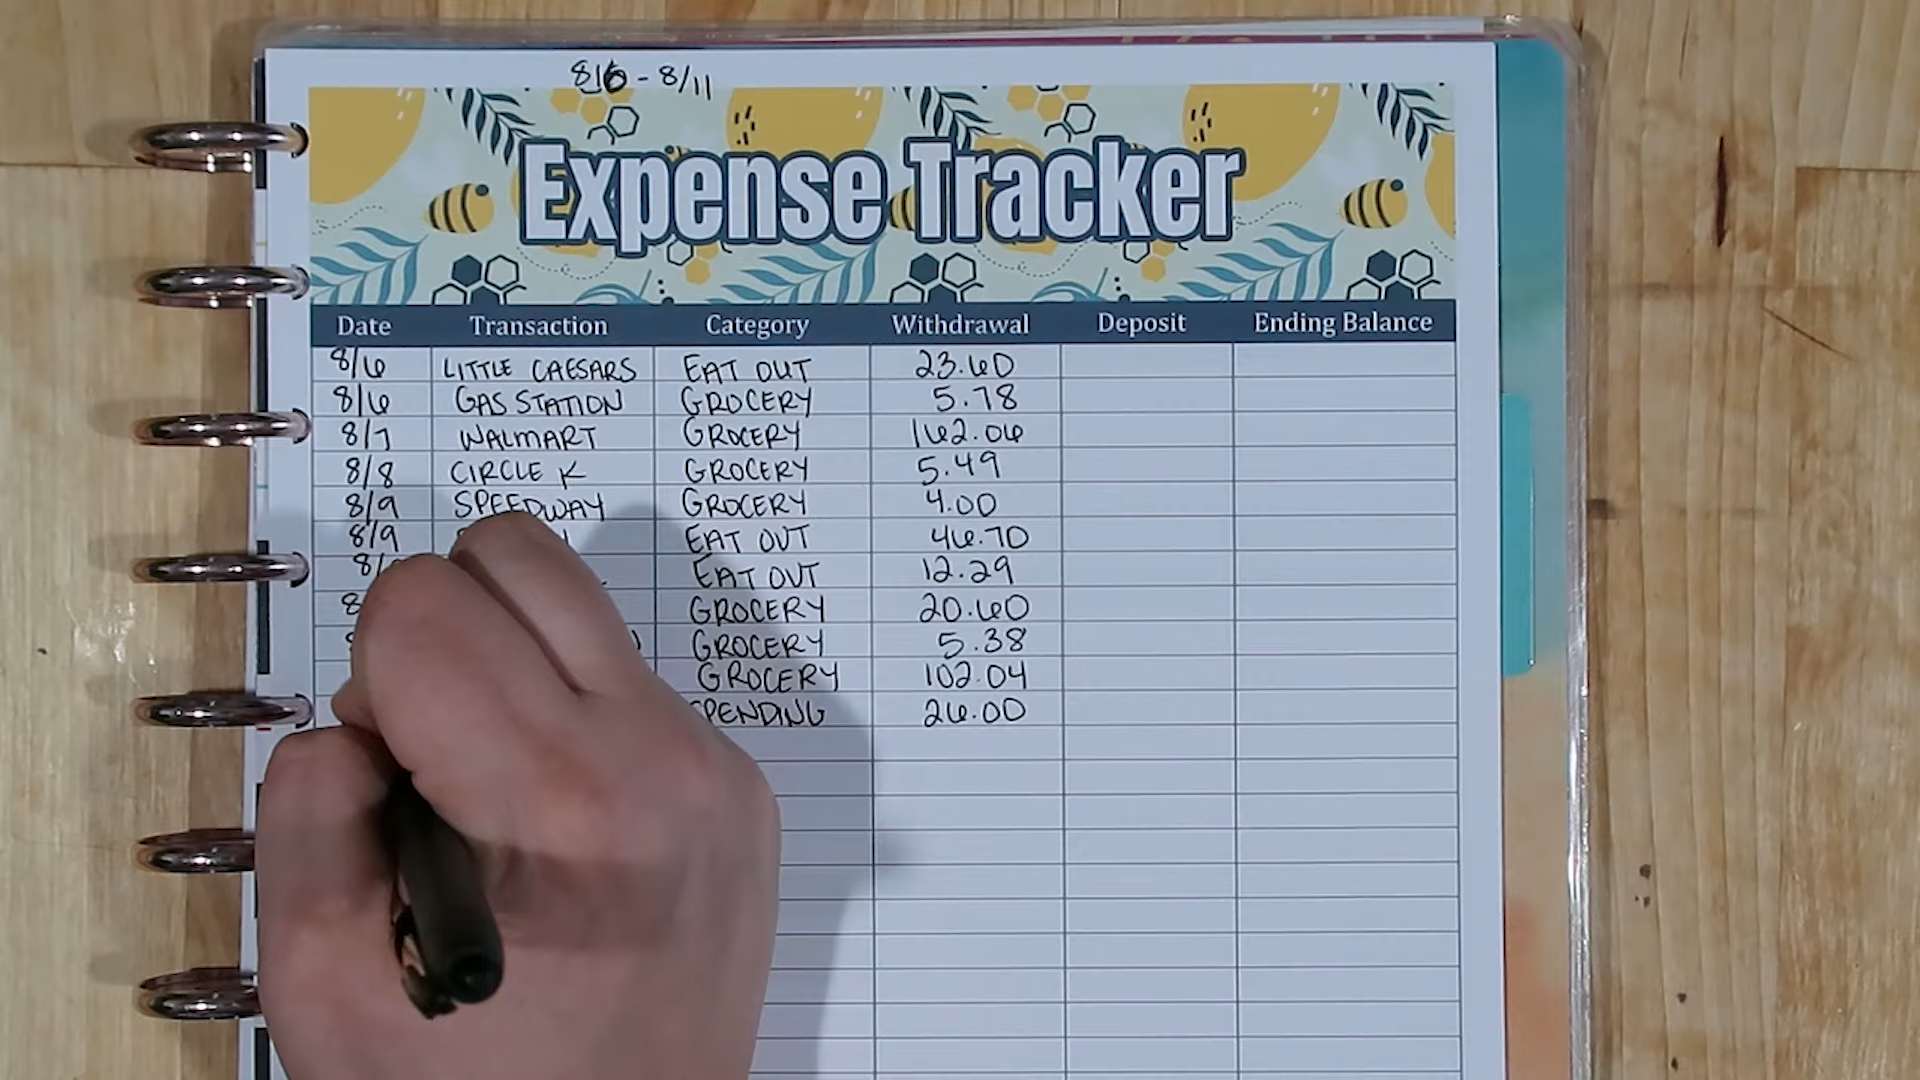 8/6 - 8/11
Expense Tracker
Date Transaction Category Withdrawal Deposit Ending Balance
8/6 LITTLE CAESARS EAT OUT 23.60
8/6 GAS STATION GROCERY 5.78
8/7 WALMART GROCERY 162.06
8/8 CIRCLE K GROCERY 5.49
8/9 SPEEDWAY GROCERY 4.00
8/9 EAT OUT 46.70
EAT OUT 12.29
GROCERY 20.60
GROCERY 5.38
GROCERY 102.04
SPENDING 26.00